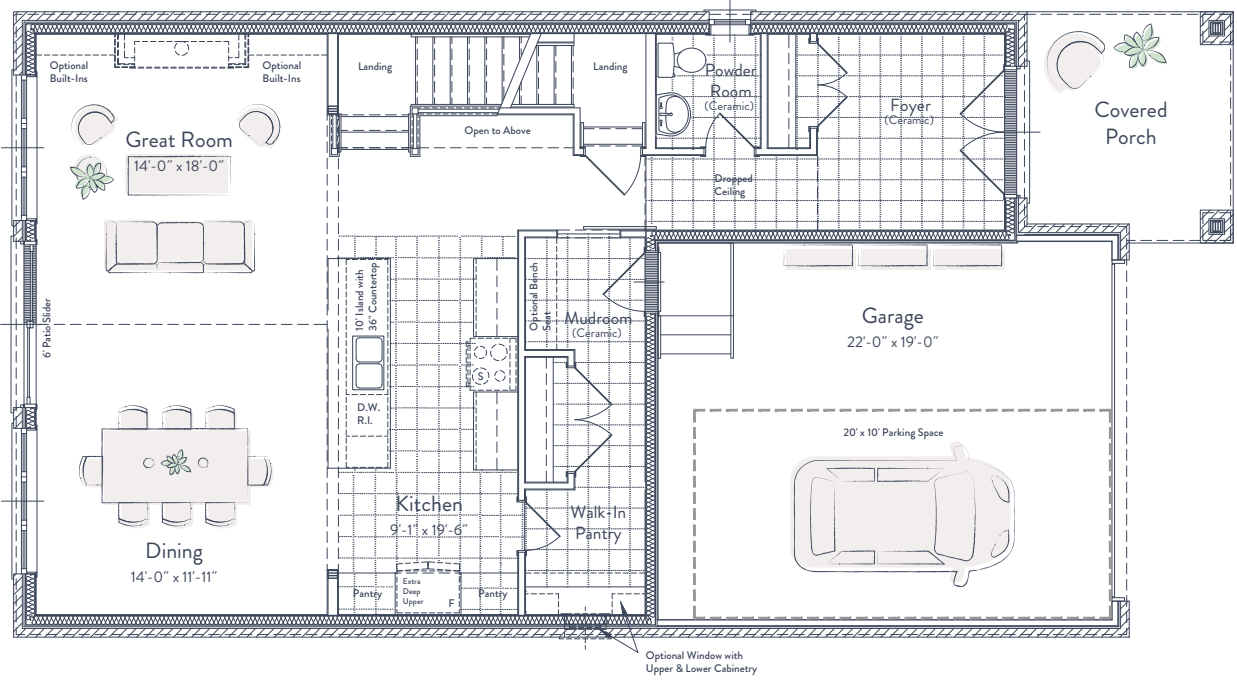 Optional
Built-Ins
Optional
Built-Ins
Great Room
14'-0" x 18'-0"
Landing
Landing
Open to Above
Powder
Room
(Ceramic)
Foyer
(Ceramic)
Covered
Porch
Dropped
Ceiling
6' Patio Slider
10' Island with
36" Countertop
D.W.
R.I.
S
Optional Bench
Seat
Mudroom
(Ceramic)
Garage
22'-0" x 19'-0"
20' x 10' Parking Space
Kitchen
9'-1" x 19'-6"
Walk-In
Pantry
Dining
14'-0" x 11'-11"
Pantry
Extra
Deep
Upper
F
Pantry
Optional Window with
Upper & Lower Cabinetry